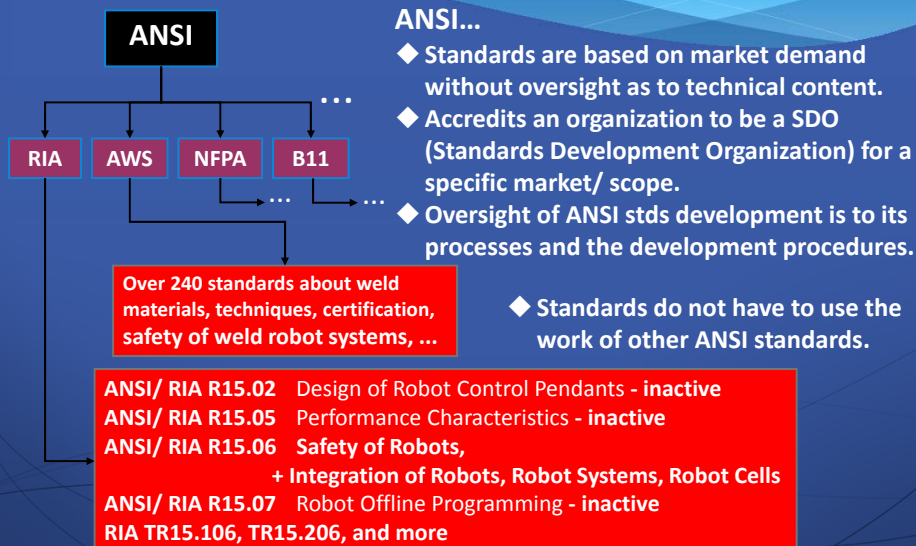 ANSI
...
RIA
AWS
NFPA
B11
...
...
Over 240 standards about weld
materials, techniques, certification,
safety of weld robot systems, ...
ANSI...
◆ Standards are based on market demand
without oversight as to technical content.
◆ Accredits an organization to be a SDO
(Standards Development Organization) for a
specific market/ scope.
◆ Oversight of ANSI stds development is to its
processes and the development procedures.
◆ Standards do not have to use the
work of other ANSI standards.
ANSI/ RIA R15.02 Design of Robot Control Pendants - inactive
ANSI/ RIA R15.05 Performance Characteristics - inactive
ANSI/ RIA R15.06 Safety of Robots,
+ Integration of Robots, Robot Systems, Robot Cells
ANSI/ RIA R15.07 Robot Offline Programming - inactive
RIA TR15.106, TR15.206, and more